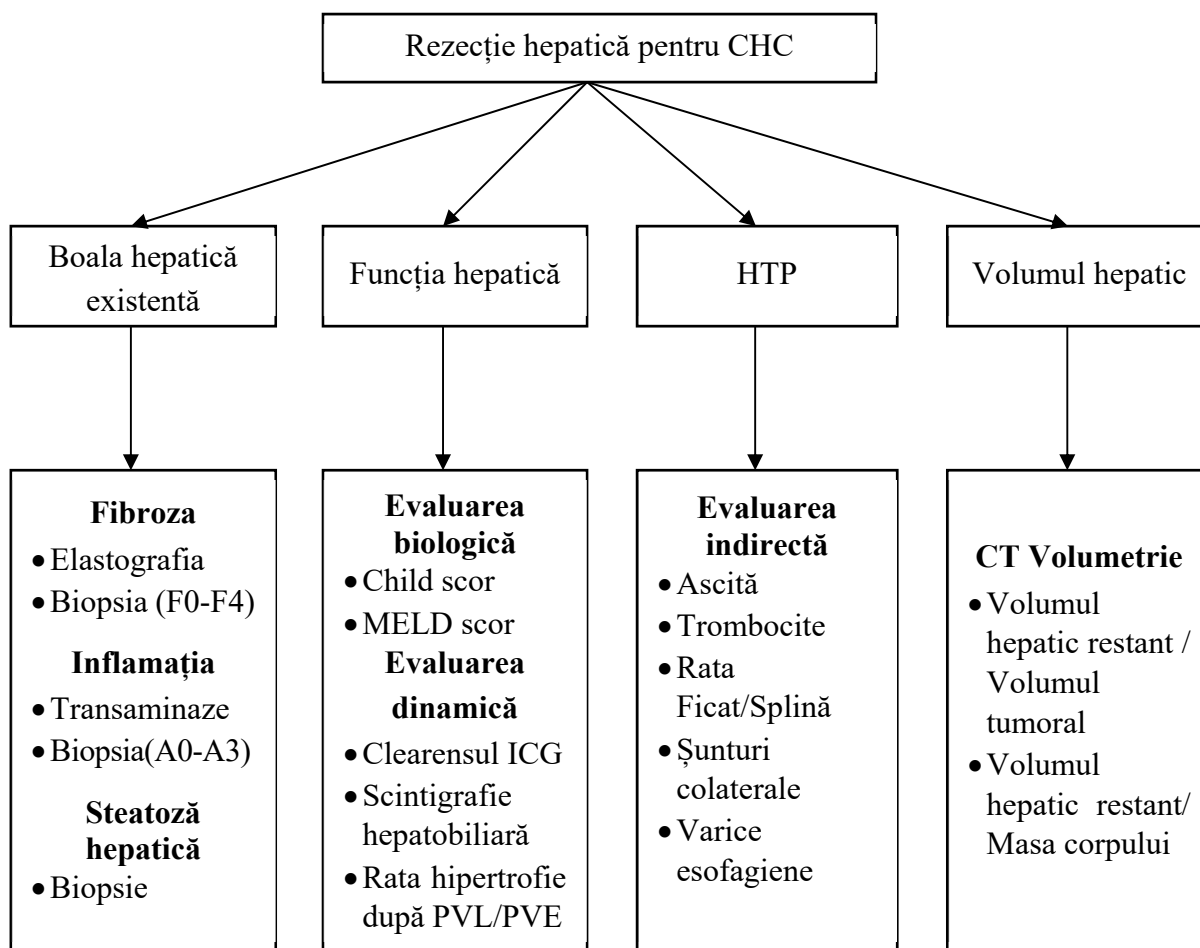 Rezecție hepatică pentru CHC
Boala hepatică
existentă
Funcția hepatică
HTP
Volumul hepatic
Fibroza
• Elastografia
• Biopsia (F0-F4)
Inflamația
• Transaminaze
• Biopsia(A0-A3)
Steatoză
hepatică
• Biopsie
Evaluarea
biologică
• Child scor
• MELD scor
Evaluarea
dinamică
• Clearensul ICG
• Scintigrafie
hepatobiliară
• Rata hipertrofie
după PVL/PVE
Evaluarea
indirectă
• Ascită
• Trombocite
• Rata
Ficat/Splină
• Șunturi
colaterale
• Varice
esofagiene
CT Volumetrie
• Volumul
hepatic restant /
Volumul
tumoral
• Volumul
hepatic restant/
Masa corpului